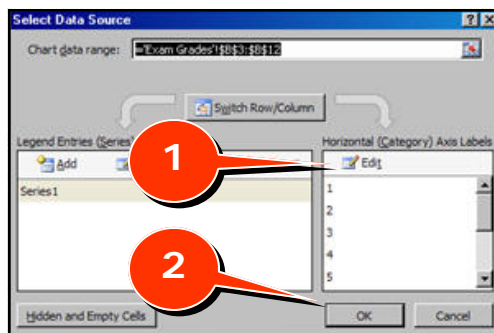 Select Data Source
Chart data range: ='Exam Grades'!$B$3:$B$12
Switch Row/Column
Legend Entries (Series) Horizontal (Category) Axis Labels
Add Edit
1
Series1
1
2
3
4
5
2
Hidden and Empty Cells OK Cancel